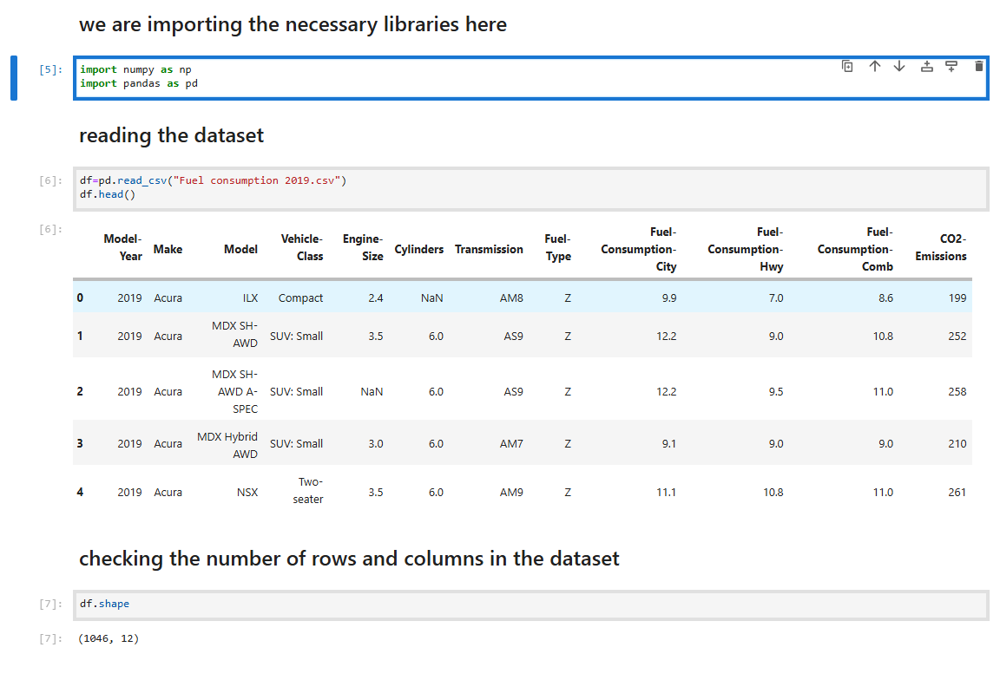 we are importing the necessary libraries here
[5]:
import numpy as np
import pandas as pd
reading the dataset
[6]:
df=pd.read_csv("Fuel consumption 2019.csv")
df.head()
[6]:
Model-Year Make Model Vehicle-Class Engine-Size Cylinders Transmission Fuel-Type Fuel-Consumption-City Fuel-Consumption-Hwy Fuel-Consumption-Comb CO2-Emissions
0 2019 Acura ILX Compact 2.4 NaN AM8 Z 9.9 7.0 8.6 199
1 2019 Acura MDX SH-AWD SUV: Small 3.5 6.0 AS9 Z 12.2 9.0 10.8 252
2 2019 Acura MDX SH-AWD A-SPEC SUV: Small NaN 6.0 AS9 Z 12.2 9.5 11.0 258
3 2019 Acura MDX Hybrid AWD SUV: Small 3.0 6.0 AM7 Z 9.1 9.0 9.0 210
4 2019 Acura NSX Two-seater 3.5 6.0 AM9 Z 11.1 10.8 11.0 261
checking the number of rows and columns in the dataset
[7]:
df.shape
[7]:
(1046, 12)